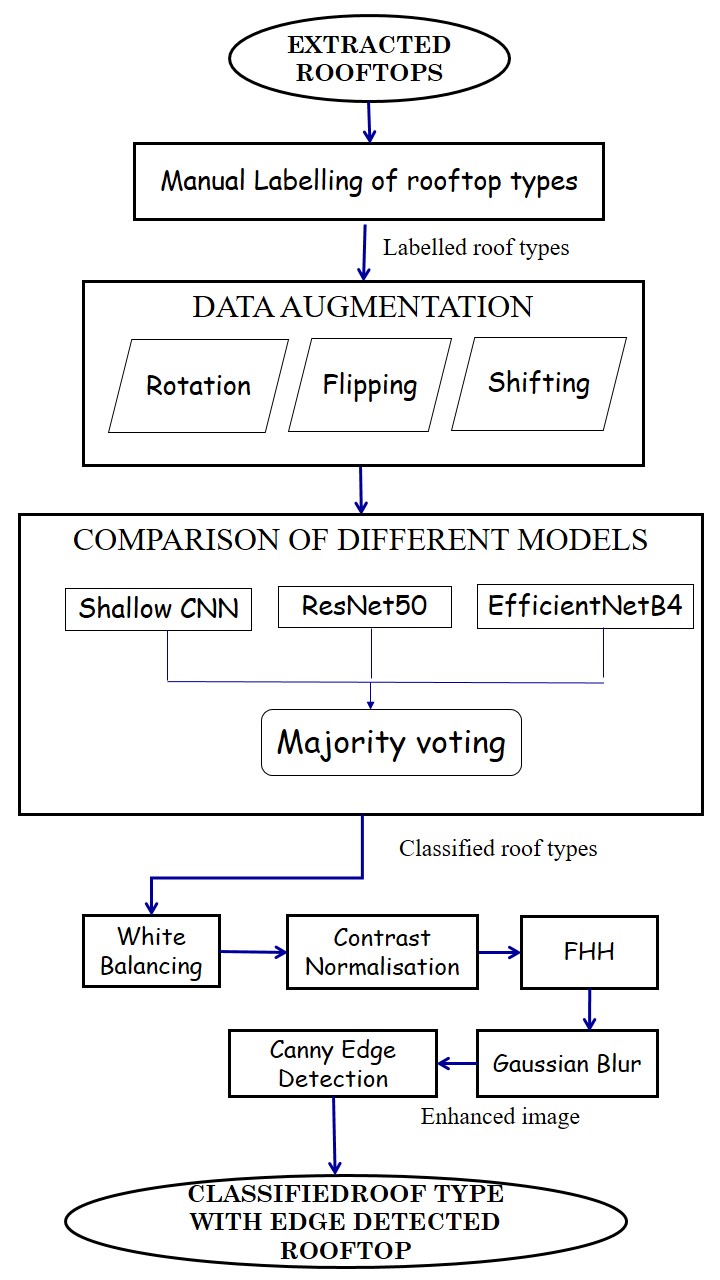 EXTRACTED
ROOFTOPS
Manual Labelling of rooftop types
Labelled roof types
DATA AUGMENTATION
Rotation
Flipping
Shifting
COMPARISON OF DIFFERENT MODELS
Shallow CNN
ResNet50
EfficientNetB4
Majority voting
Classified roof types
White
Balancing
Contrast
Normalisation
FHH
Gaussian Blur
Canny Edge
Detection
Enhanced image
CLASSIFIEDROOF TYPE
WITH EDGE DETECTED
ROOFTOP